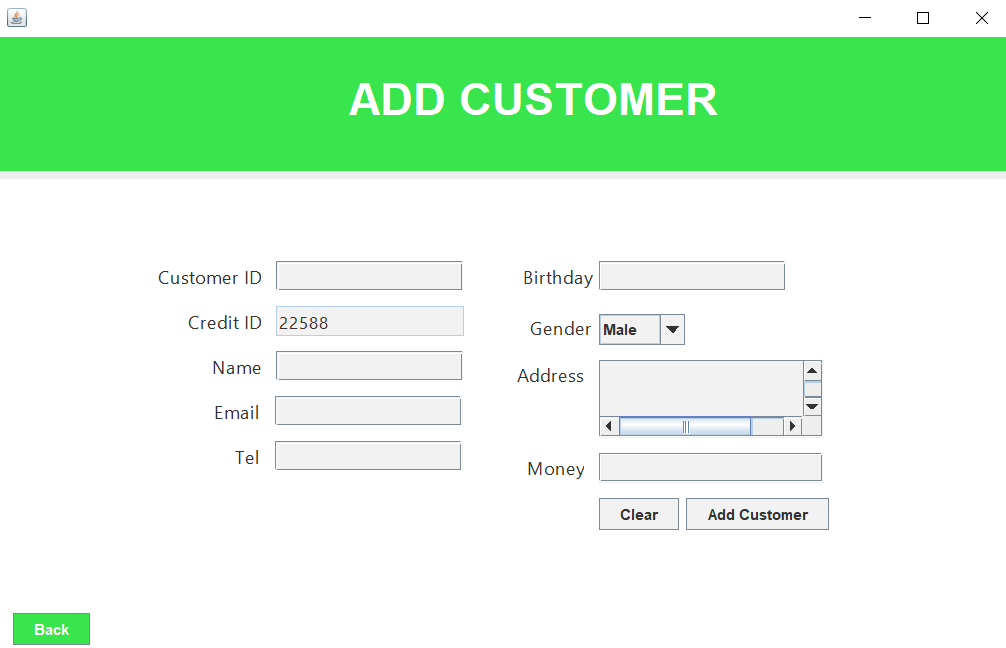 ADD CUSTOMER
Customer ID
Credit ID 22588
Name
Email
Tel
Birthday
Gender Male
Address
Money
Clear Add Customer
Back